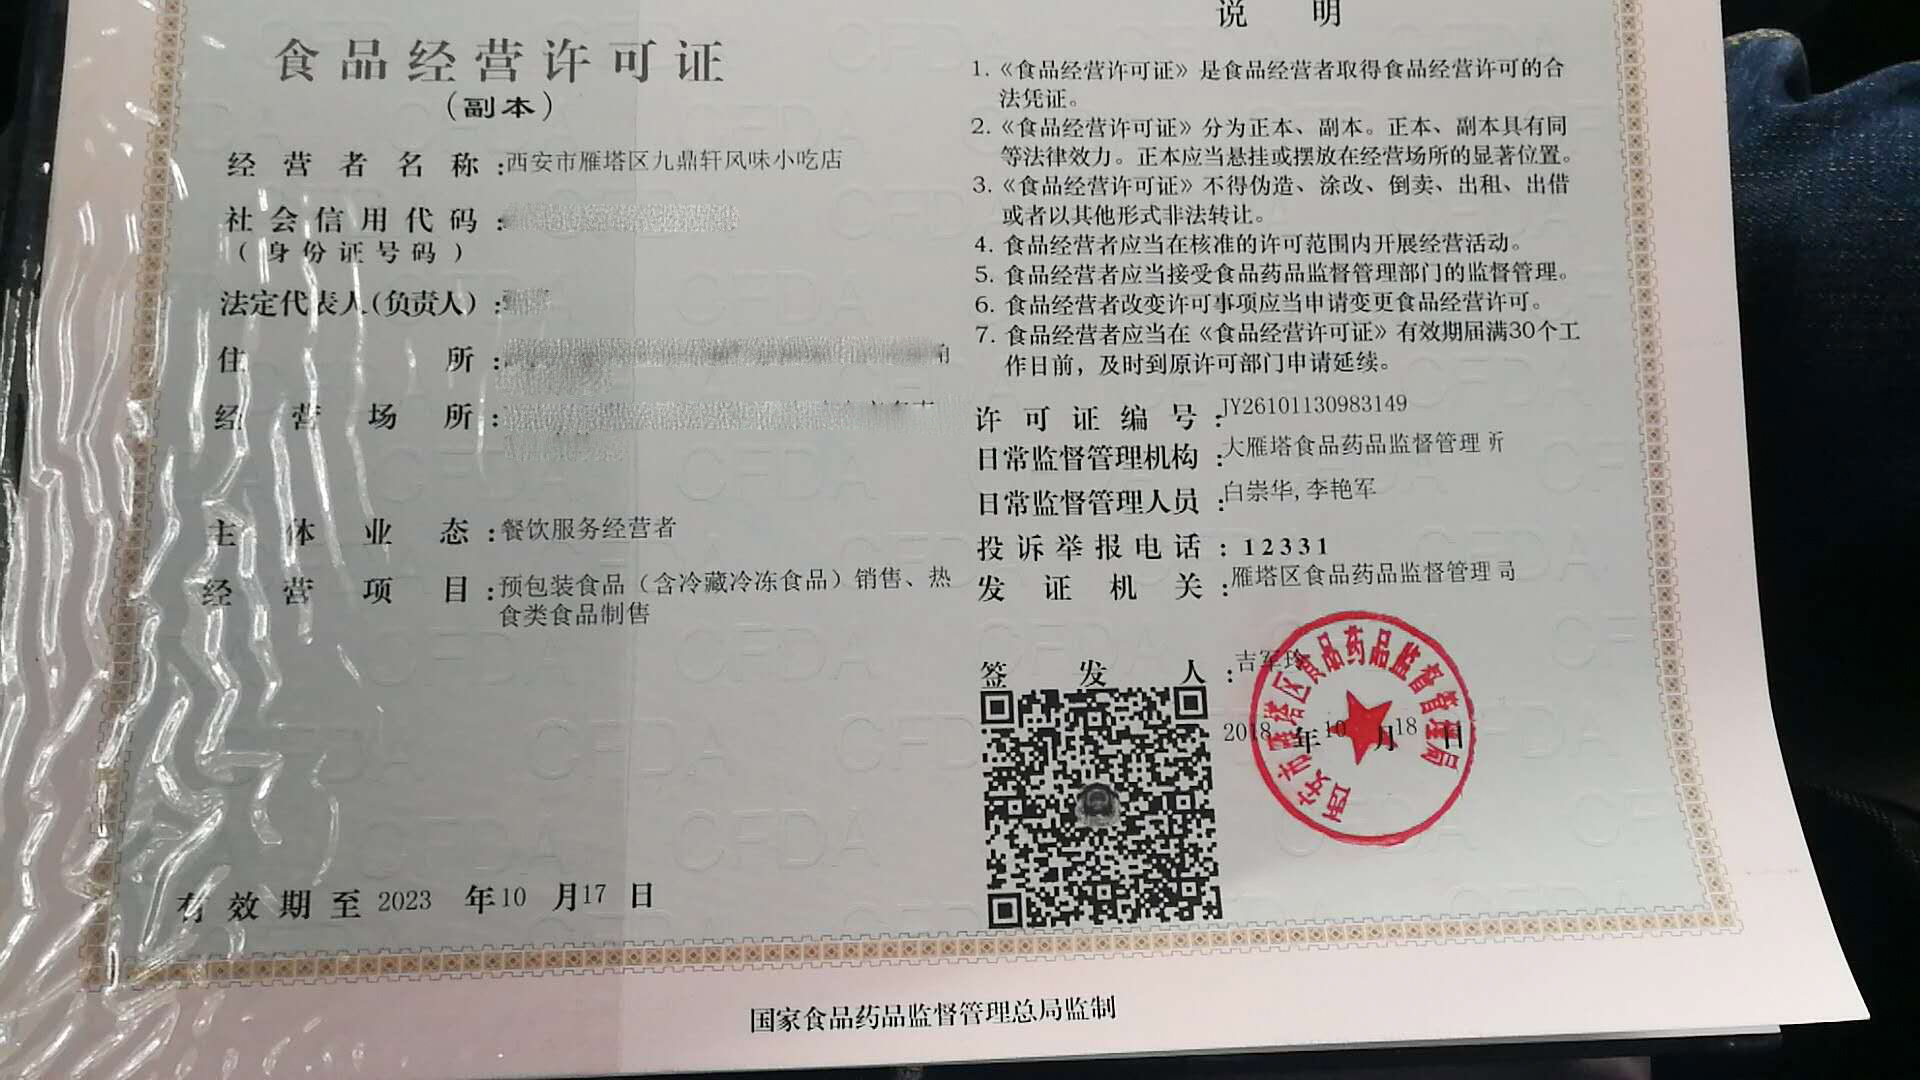 食品经营许可证
（副本）
经营者名称：西安市雁塔区九鼎轩风味小吃店
社会信用代码：
（身份证号码）
法定代表人（负责人）：
住所：
经营场所：
主体业态：餐饮服务经营者
经营项目：预包装食品（含冷藏冷冻食品）销售、热
食类食品制售
有效期至 2023 年 10 月 17 日
说明
1.《食品经营许可证》是食品经营者取得食品经营许可的合
法凭证。
2.《食品经营许可证》分为正本、副本。正本、副本具有同
等法律效力。正本应当悬挂或摆放在经营场所的显著位置。
3.《食品经营许可证》不得伪造、涂改、倒卖、出租、出借
或者以其他形式非法转让。
4. 食品经营者应当在核准的许可范围内开展经营活动。
5. 食品经营者应当接受食品药品监督管理部门的监督管理。
6. 食品经营者改变许可事项应当申请变更食品经营许可。
7. 食品经营者应当在《食品经营许可证》有效期届满30个工
作日前，及时到原许可部门申请延续。
许可证编号：JY26101130983149
日常监督管理机构：大雁塔食品药品监督管理所
日常监督管理人员：白崇华,李艳军
投诉举报电话：12331
发证机关：雁塔区食品药品监督管理局
签发人：吉军玲
2018 年 10 月 18 日
西安市雁塔区食品药品监督管理局
国家食品药品监督管理总局监制